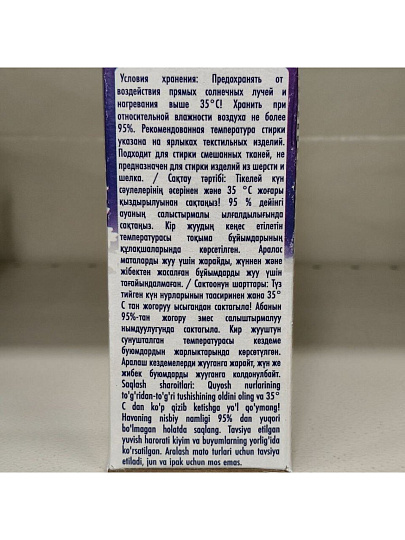 Условия хранения: Предохранять от
воздействия прямых солнечных лучей и
нагревания выше 35°C! Хранить при
относительной влажности воздуха не более
95%. Рекомендованная температура стирки
указана на ярлыках текстильных изделий.
Подходит для стирки смешанных тканей, не
предназначен для стирки изделий из шерсти и
шелка. / Сақтау тәртібі: Тікелей күн
сәулелерінің әсерінен және 35 °C жоғары
қыздырылуынан сақтаңыз! 95 % дейінгі
ауаның салыстырмалы ылғалдылығында
сақтаңыз. Кір жуудың кеңес етілетін
температурасы тоқыма бұйымдарының
құлақшаларында көрсетілген. Аралас
маталарды жуу үшін жарайды, жүннен және
жібектен жасалған бұйымдарды жуу үшін
тағайындалмаған. / Сактоонун шарттары: Түз
тийген күн нурларынын таасиринен жана 35°
C тан жогоруу ысыгандан сактагыла! Абанын
95%-тан жогору эмес салыштырмалуу
нымдуулугунда сактагыла. Кир жууштун
сунушталган температурасы кездеме
буюмдардын жарлыктарында көрсөтүлгөн.
Аралаш кездемелерди жууганга жарайт, жүн же
жибек буюмдарды жууганга колдонулбайт.
Saqlash sharoitlari: Quyosh nurlarining
to'g'ridan-to'g'ri tushishining oldini oling va 35°
C dan ko'p qizib ketishga yo'l qo'ymang!
Havoning nisbiy namligi 95% dan yuqori
bo'lmagan holatda saqlang. Tavsiya etilgan
yuvish harorati kiyim va buyumlarning yorlig'ida
ko'rsatilgan. Aralash mato turlari uchun tavsiya
etiladi, jun va ipak uchun mos emas.